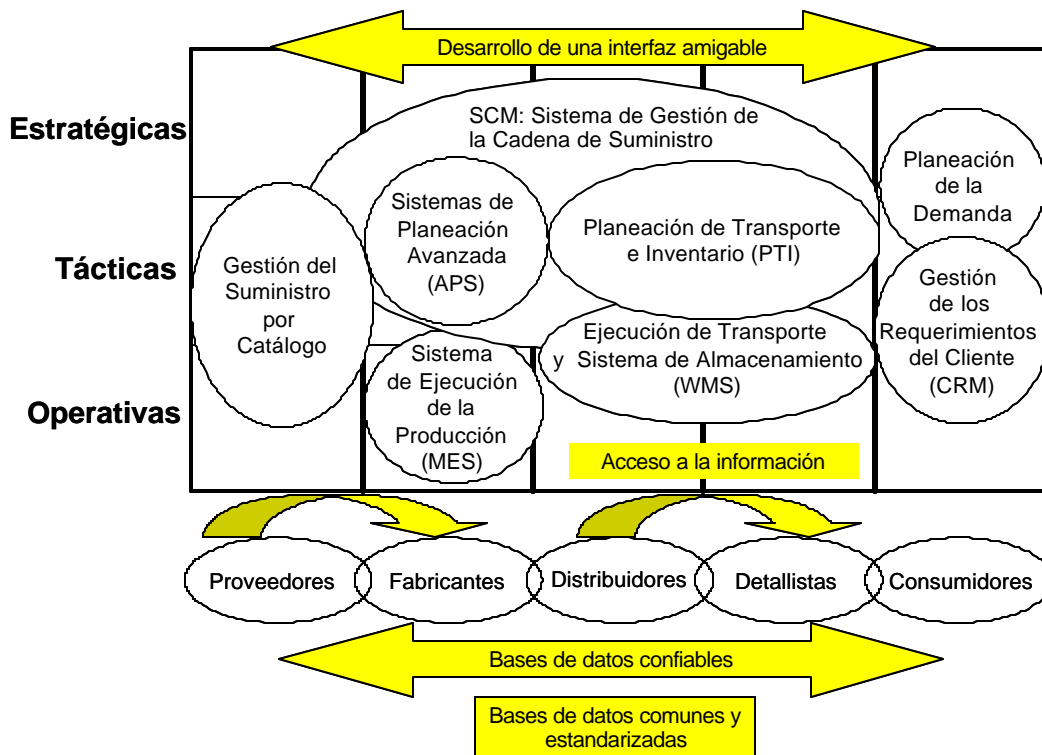 Desarrollo de una interfaz amigable
Estratégicas
SCM: Sistema de Gestión de
la Cadena de Suministro
Planeación
de la
Demanda
Tácticas
Gestión del
Suministro
por
Catálogo
Sistemas de
Planeación
Avanzada
(APS)
Planeación de Transporte
e Inventario (PTI)
Gestión
de los
Requerimientos
del Cliente
(CRM)
Operativas
Sistema
de Ejecución
de la
Producción
(MES)
Ejecución de Transporte
y Sistema de Almacenamiento
(WMS)
Acceso a la información
Proveedores
Fabricantes
Distribuidores
Detallistas
Consumidores
Bases de datos confiables
Bases de datos comunes y
estandarizadas